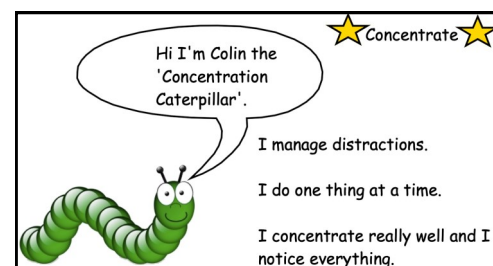 Concentrate
Hi I'm Colin the
'Concentration
Caterpillar'.
I manage distractions.
I do one thing at a time.
I concentrate really well and I
notice everything.